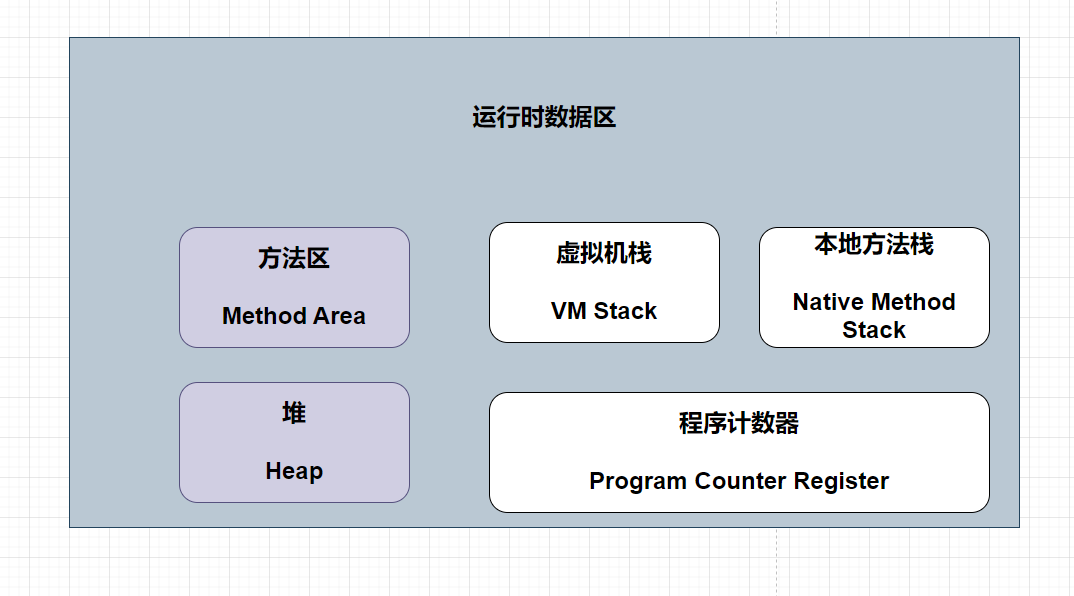 运行时数据区
方法区
Method Area
虚拟机栈
VM Stack
本地方法栈
Native Method
Stack
堆
Heap
程序计数器
Program Counter Register